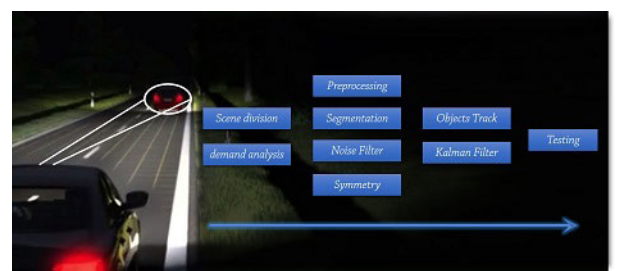 Scene division
demand analysis
Preprocessing
Segmentation
Noise Filter
Symmetry
Objects Track
Kalman Filter
Testing